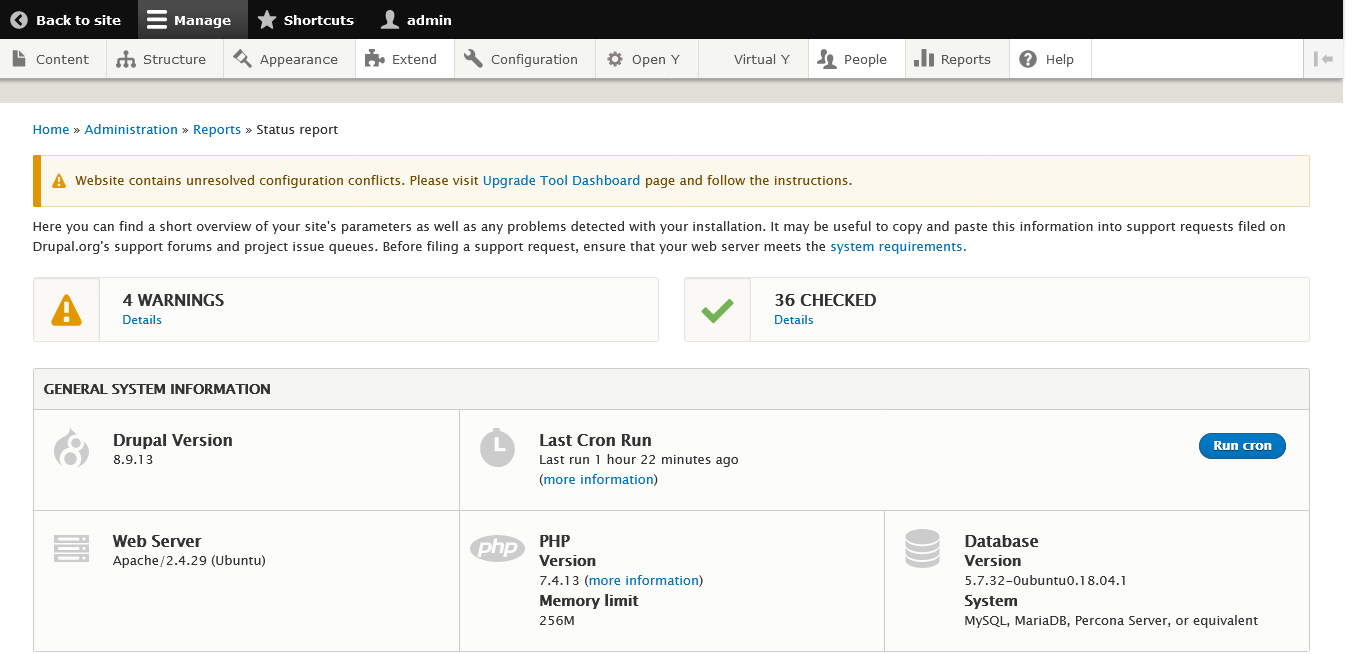 Back to site Manage Shortcuts admin
Content Structure Appearance Extend Configuration Open Y Virtual Y People Reports Help
Home » Administration » Reports » Status report
Website contains unresolved configuration conflicts. Please visit Upgrade Tool Dashboard page and follow the instructions.
Here you can find a short overview of your site's parameters as well as any problems detected with your installation. It may be useful to copy and paste this information into support requests filed on
Drupal.org's support forums and project issue queues. Before filing a support request, ensure that your web server meets the system requirements.
4 WARNINGS
Details
36 CHECKED
Details
GENERAL SYSTEM INFORMATION
Drupal Version
8.9.13
Last Cron Run
Last run 1 hour 22 minutes ago
(more information)
Run cron
Web Server
Apache/2.4.29 (Ubuntu)
php
PHP
Version
7.4.13 (more information)
Memory limit
256M
Database
Version
5.7.32-0ubuntu0.18.04.1
System
MySQL, MariaDB, Percona Server, or equivalent